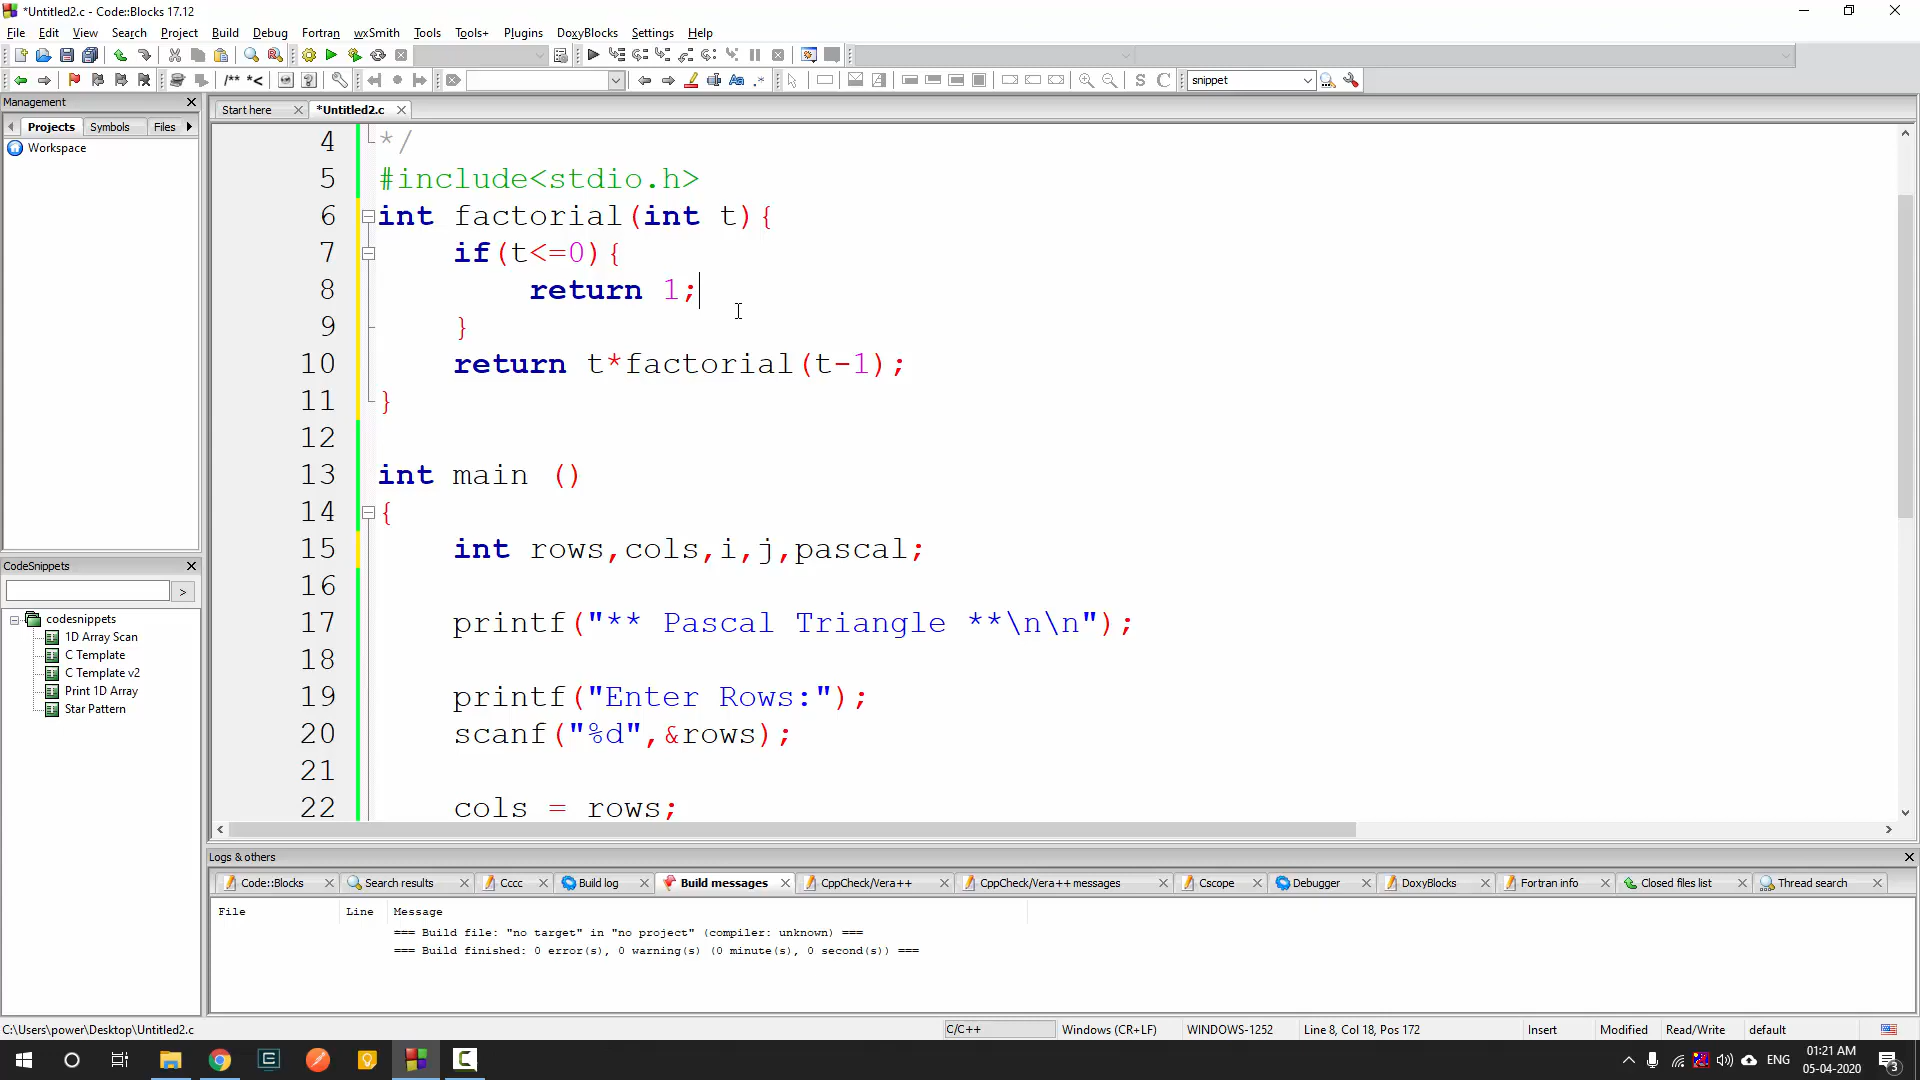 *Untitled2.c - Code::Blocks 17.12
File Edit View Search Project Build Debug Fortran wxSmith Tools Tools+ Plugins DoxyBlocks Settings Help
/** *< snippet S C
Management
Projects Symbols Files
Workspace
Start here *Untitled2.c
4 */
5 #include<stdio.h>
6 int factorial(int t){
7 if(t<=0){
8 return 1;
9 }
10 return t*factorial(t-1);
11 }
12
13 int main ()
14 {
15 int rows,cols,i,j,pascal;
16
17 printf("** Pascal Triangle **\n\n");
18
19 printf("Enter Rows:");
20 scanf("%d",&rows);
21
22 cols = rows;
CodeSnippets
>
codesnippets
1D Array Scan
C Template
C Template v2
Print 1D Array
Star Pattern
Logs & others
Code::Blocks Search results Cccc Build log Build messages CppCheck/Vera++ CppCheck/Vera++ messages Cscope Debugger DoxyBlocks Fortran info Closed files list Thread search
File Line Message
=== Build file: "no target" in "no project" (compiler: unknown) ===
=== Build finished: 0 error(s), 0 warning(s) (0 minute(s), 0 second(s)) ===
C:\Users\power\Desktop\Untitled2.c C/C++ Windows (CR+LF) WINDOWS-1252 Line 8, Col 18, Pos 172 Insert Modified Read/Write default
ENG 01:21 AM
05-04-2020
3